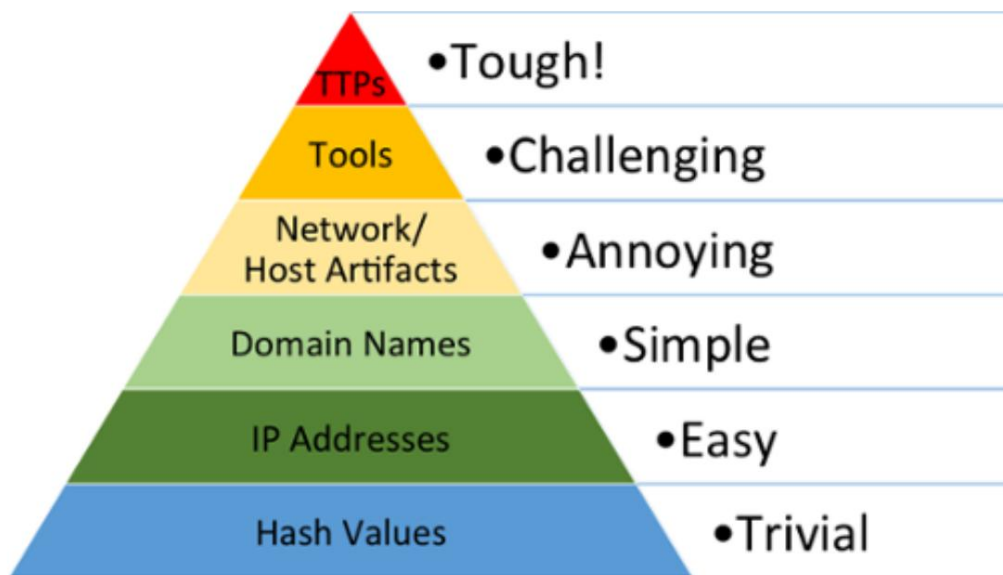 TTPs
•Tough!
Tools
•Challenging
Network/
Host Artifacts
•Annoying
Domain Names
•Simple
IP Addresses
•Easy
Hash Values
•Trivial